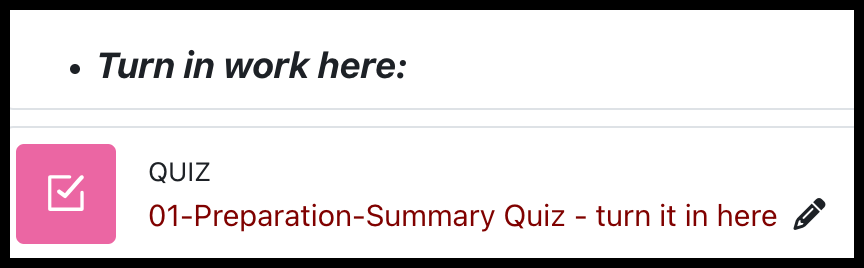 • Turn in work here:
QUIZ
01-Preparation-Summary Quiz - turn it in here